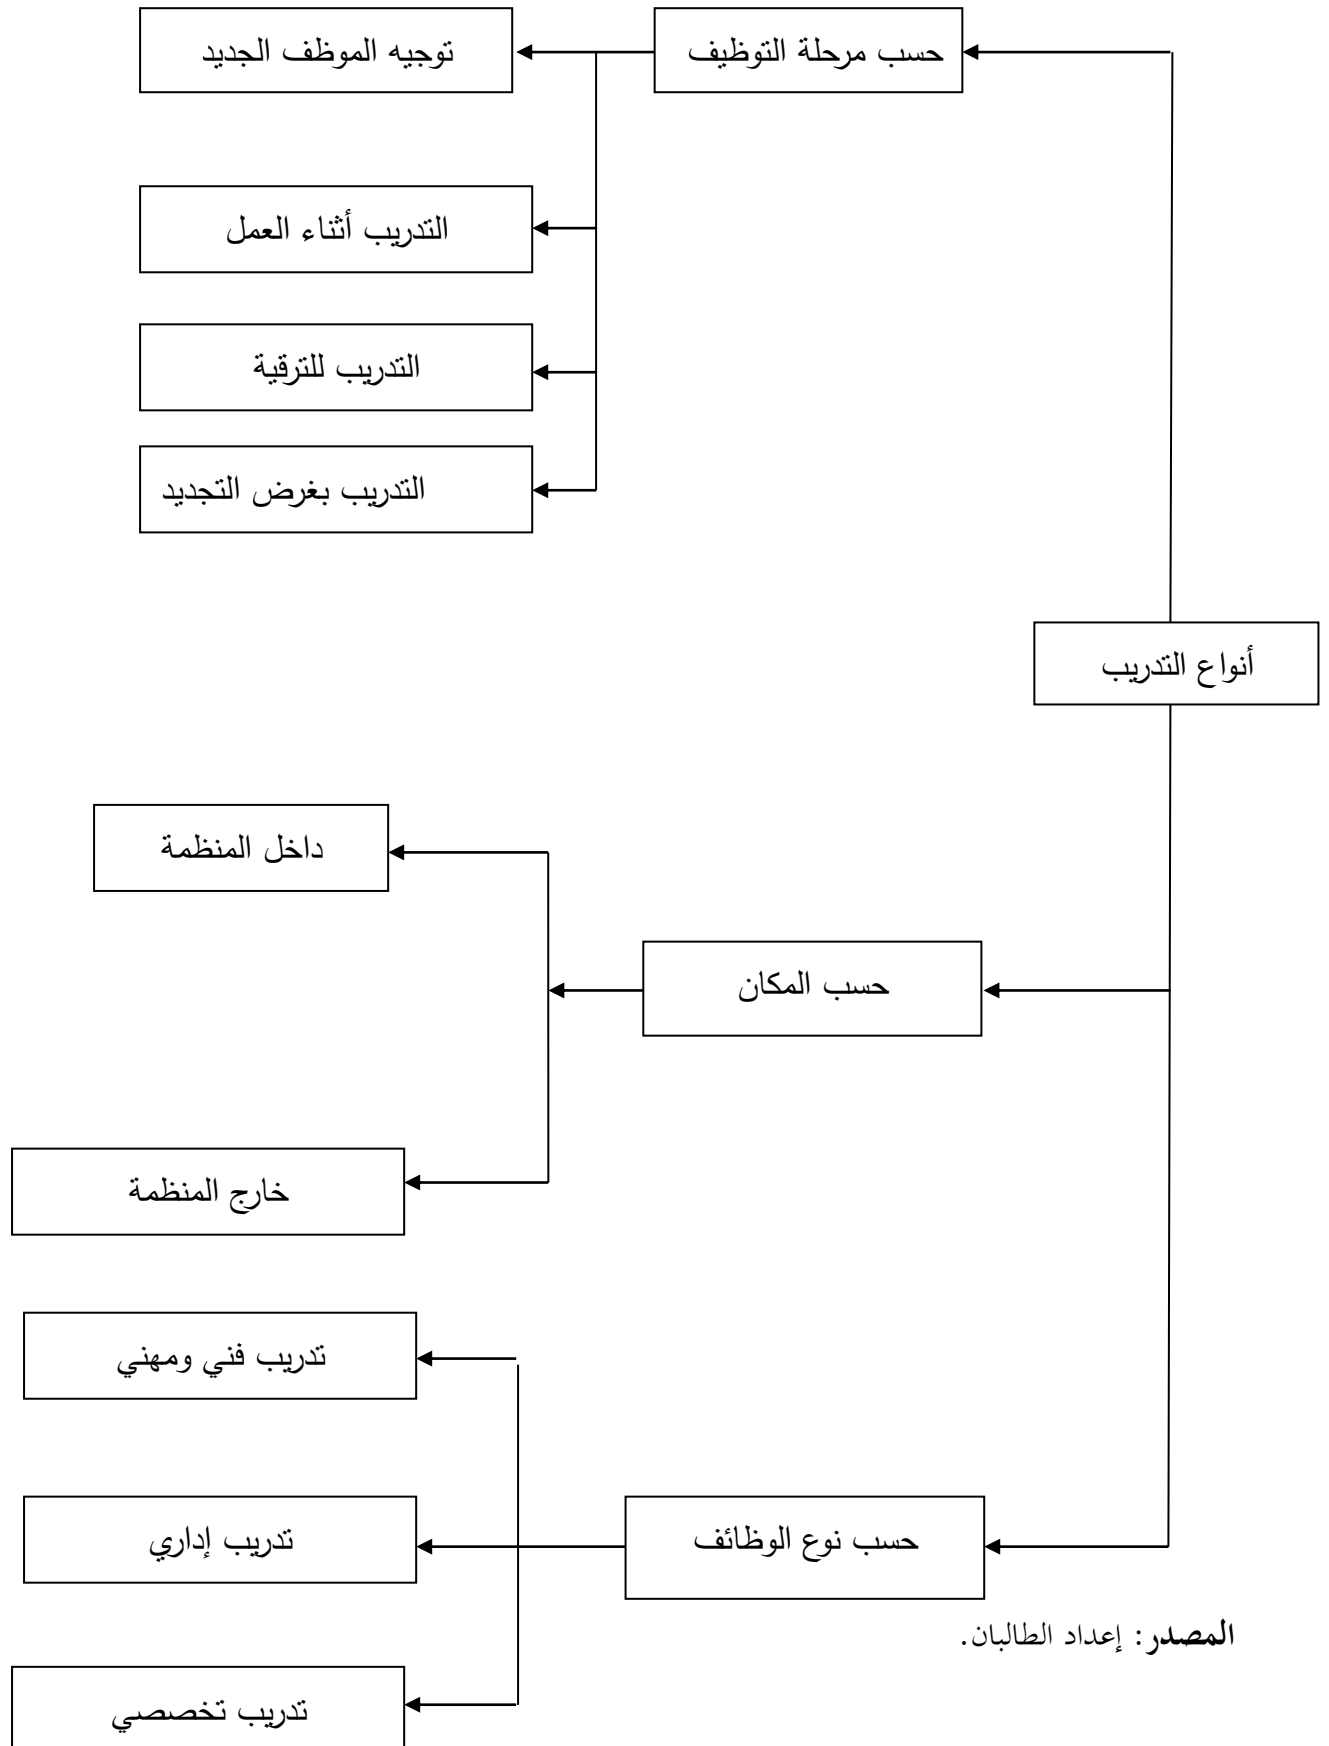 حسب مرحلة التوظيف
توجيه الموظف الجديد
التدريب أثناء العمل
التدريب للترقية
التدريب بغرض التجديد
أنواع التدريب
داخل المنظمة
حسب المكان
خارج المنظمة
تدريب فني ومهني
حسب نوع الوظائف
تدريب إداري
المصدر: إعداد الطالبان.
تدريب تخصصي